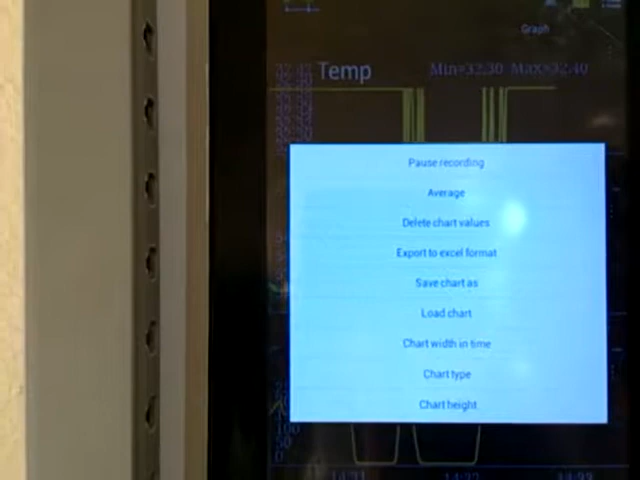 Graph
Temp Min=32.30 Max=32.40
Pause recording
Average
Delete chart values
Export to excel format
Save chart as
Load chart
Chart width in time
Chart type
Chart height